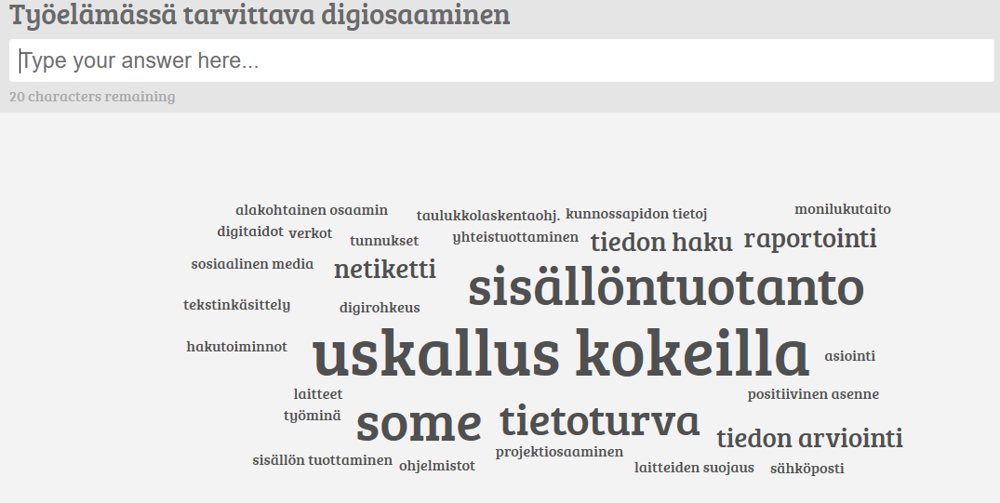 Työelämässä tarvittava digiosaaminen
Type your answer here...
20 characters remaining
alakohtainen osaamin
taulukkolaskentaohj.
kunnossapidon tietoj
monilukutaito
digitaidot
verkot
tunnukset
yhteistuottaminen
tiedon haku
raportointi
sosiaalinen media
netiketti
sisällöntuotanto
tekstinkäsittely
digirohkeus
hakutoiminnot
uskallus kokeilla
asiointi
laitteet
positiivinen asenne
työminä
some
tietoturva
tiedon arviointi
sisällön tuottaminen
ohjelmistot
projektiosaaminen
laitteiden suojaus
sähköposti